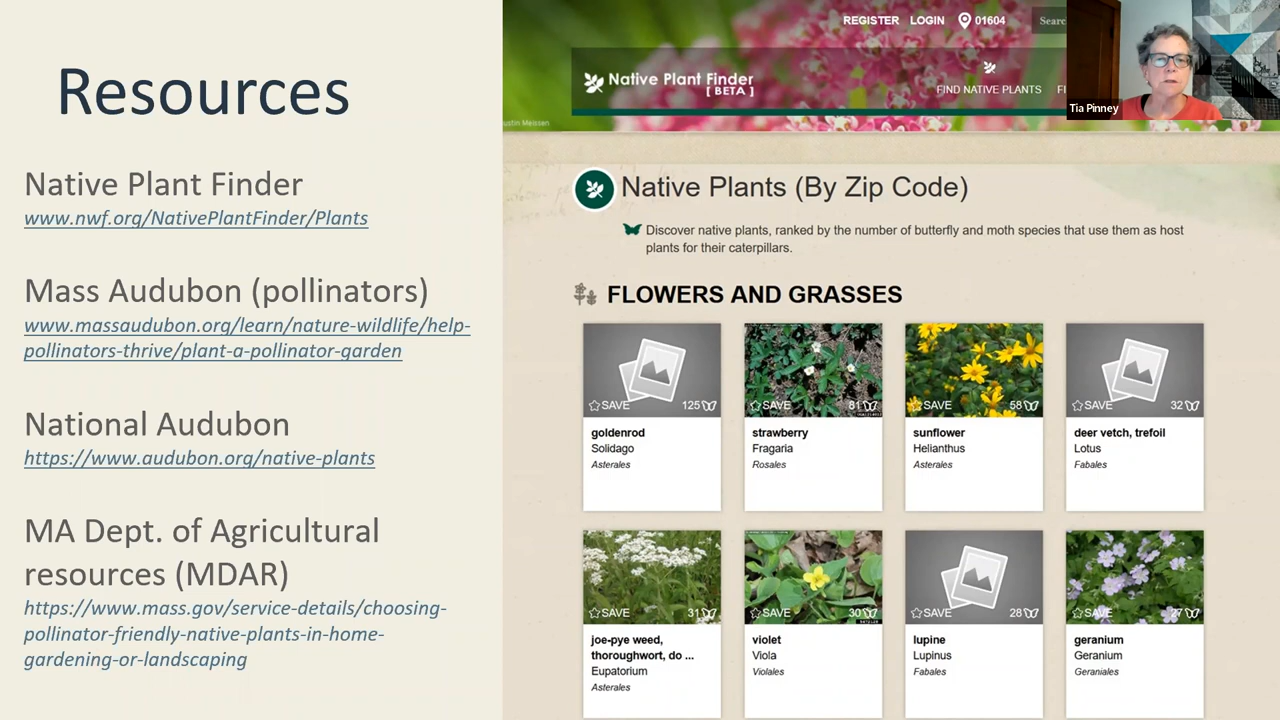 Resources
Native Plant Finder
www.nwf.org/NativePlantFinder/Plants
Mass Audubon (pollinators)
www.massaudubon.org/learn/nature-wildlife/help-
pollinators-thrive/plant-a-pollinator-garden
National Audubon
https://www.audubon.org/native-plants
MA Dept. of Agricultural
resources (MDAR)
https://www.mass.gov/service-details/choosing-
pollinator-friendly-native-plants-in-home-
gardening-or-landscaping
REGISTER LOGIN 01604
Native Plant Finder
[ BETA ]
FIND NATIVE PLANTS
Tia Pinney
ustin Meissen
Native Plants (By Zip Code)
Discover native plants, ranked by the number of butterfly and moth species that use them as host
plants for their caterpillars.
FLOWERS AND GRASSES
SAVE 125
goldenrod
Solidago
Asterales
SAVE 81
strawberry
Fragaria
Rosales
SAVE 58
sunflower
Helianthus
Asterales
SAVE 32
deer vetch, trefoil
Lotus
Fabales
SAVE 31
joe-pye weed,
thoroughwort, do ...
Eupatorium
Asterales
SAVE 30
violet
Viola
Violales
SAVE 28
lupine
Lupinus
Fabales
SAVE 27
geranium
Geranium
Geraniales